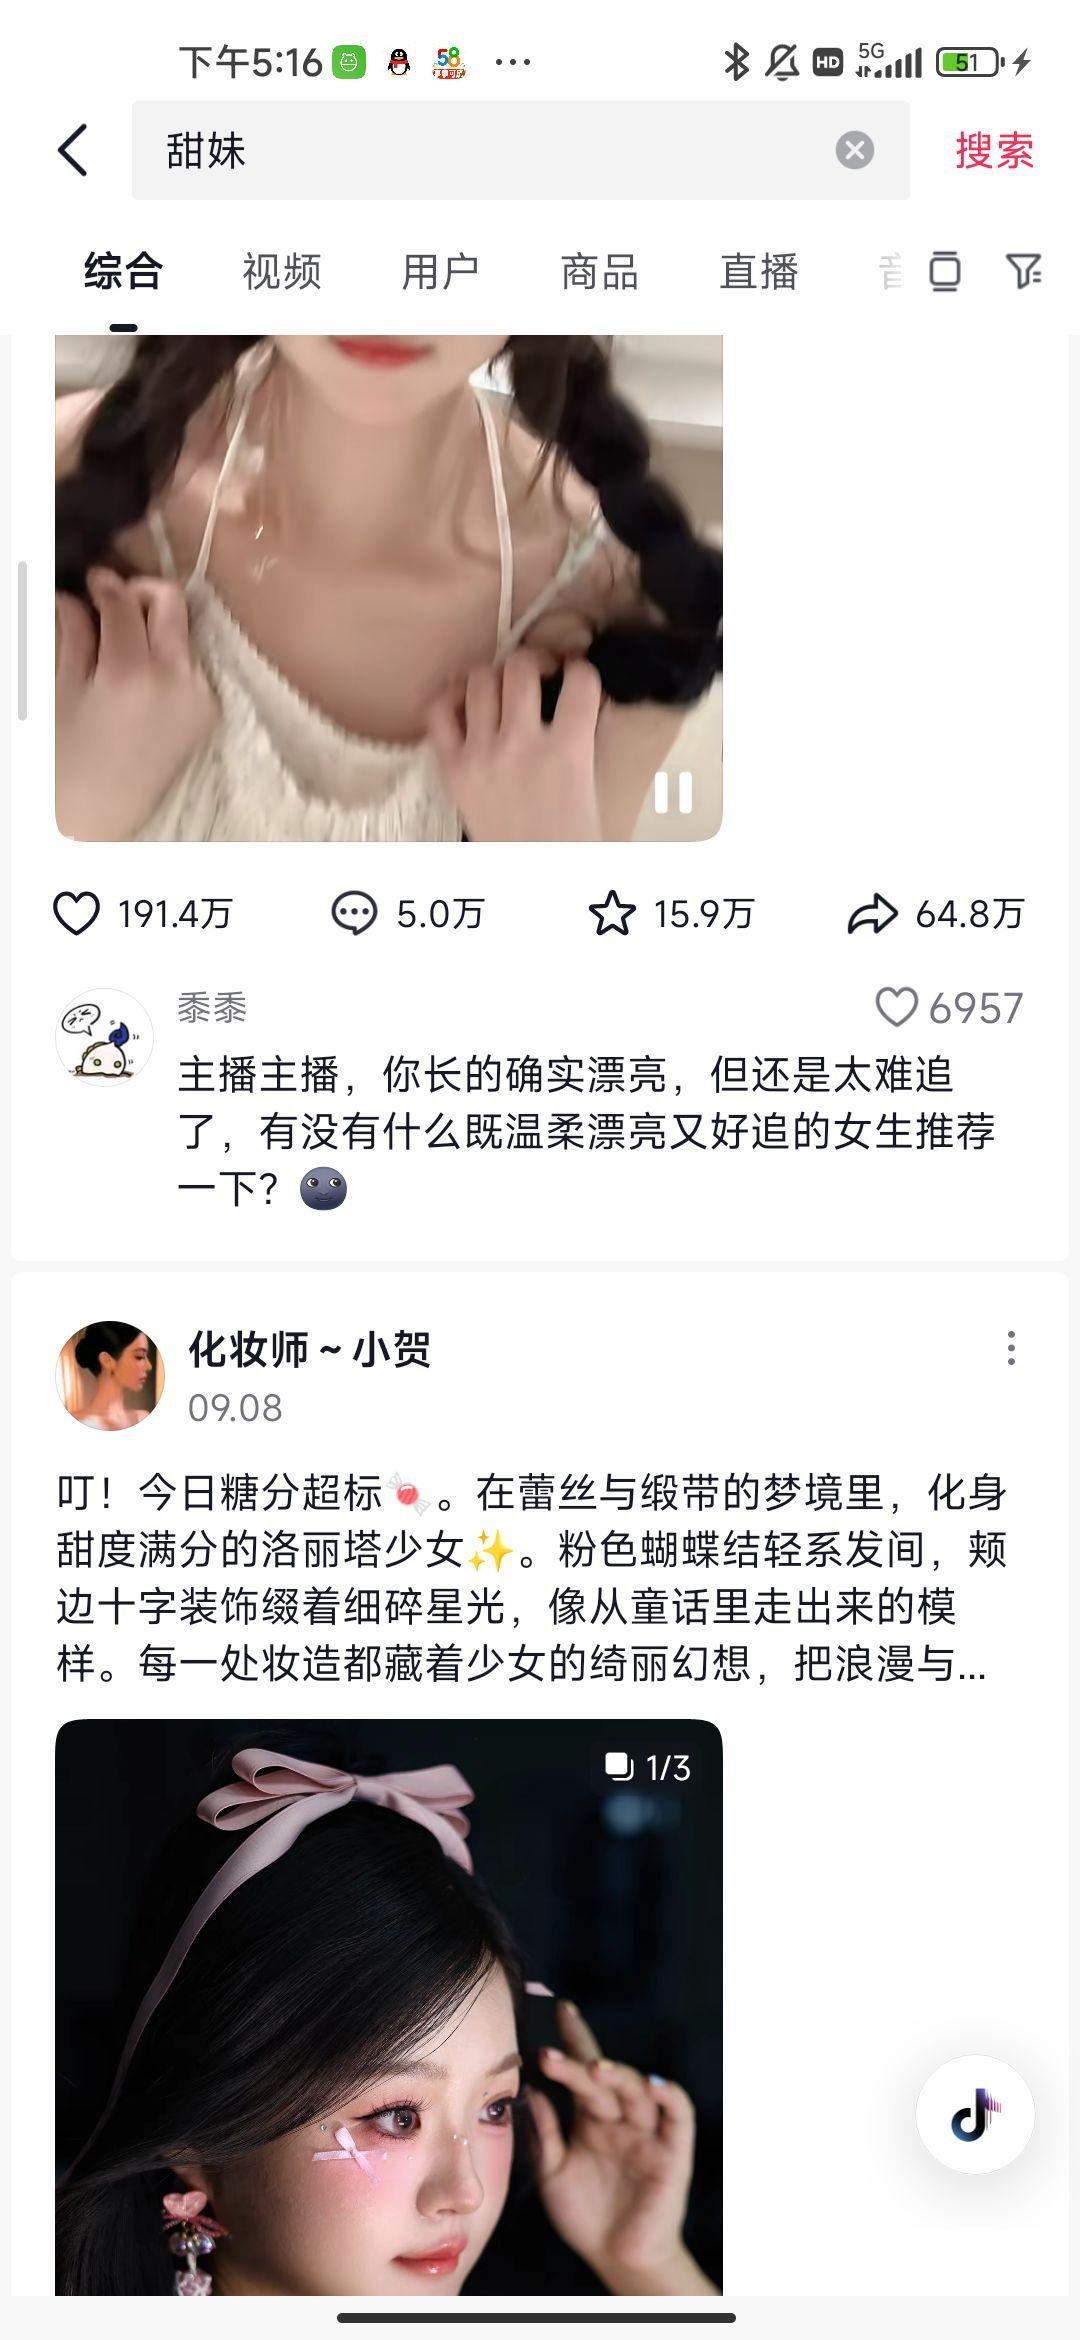 下午5:16
58
HD
5G
51
甜妹
搜索
综合
视频
用户
商品
直播
191.4万
5.0万
15.9万
64.8万
黍黍
6957
主播主播，你长的确实漂亮，但还是太难追
了，有没有什么既温柔漂亮又好追的女生推荐
一下？🌚
化妆师～小贺
09.08
叮！今日糖分超标🍬。在蕾丝与缎带的梦境里，化身
甜度满分的洛丽塔少女✨。粉色蝴蝶结轻系发间，颊
边十字装饰缀着细碎星光，像从童话里走出来的模
样。每一处妆造都藏着少女的绮丽幻想，把浪漫与...
1/3